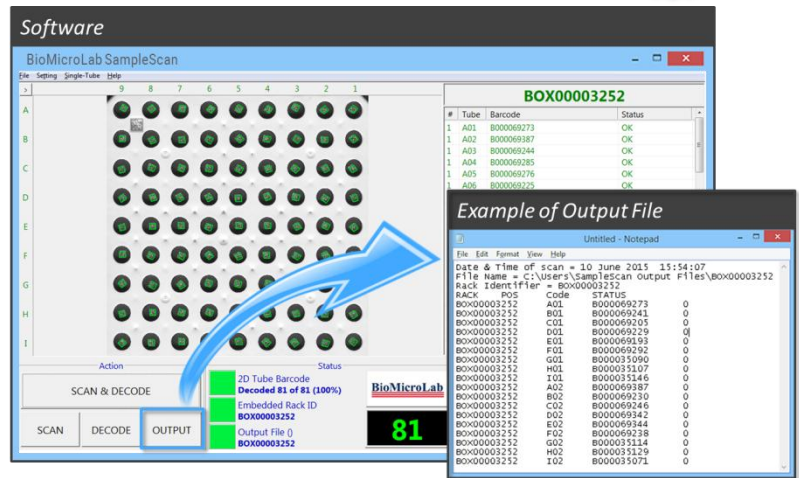 Software
BioMicroLab SampleScan
File Setting Single-Tube Help
> 9 8 7 6 5 4 3 2 1
A
B
C
D
E
F
G
H
I
BOX00003252
# Tube Barcode Status
1 A01 B000069273 OK
1 A02 B000069387 OK
1 A03 B000069244 OK
1 A04 B000069285 OK
1 A05 B000069276 OK
1 A06 B000069225 OK
Action
SCAN & DECODE
SCAN DECODE OUTPUT
Status
2D Tube Barcode
Decoded 81 of 81 (100%)
Embedded Rack ID
BOX00003252
Output File ()
BOX00003252
BioMicroLab
81
Example of Output File
Untitled - Notepad
File Edit Format View Help
Date & Time of scan = 10 June 2015 15:54:07
File Name = C:\Users\SampleScan Output Files\BOX00003252
Rack Identifier = BOX00003252
RACK POS Code STATUS
BOX00003252 A01 B000069273 0
BOX00003252 B01 B000069241 0
BOX00003252 C01 B000069205 0
BOX00003252 D01 B000069229 0
BOX00003252 E01 B000069193 0
BOX00003252 F01 B000069292 0
BOX00003252 G01 B000035090 0
BOX00003252 H01 B000035107 0
BOX00003252 I01 B000035146 0
BOX00003252 A02 B000069387 0
BOX00003252 B02 B000069230 0
BOX00003252 C02 B000069246 0
BOX00003252 D02 B000069342 0
BOX00003252 E02 B000069344 0
BOX00003252 F02 B000069238 0
BOX00003252 G02 B000035114 0
BOX00003252 H02 B000035129 0
BOX00003252 I02 B000035071 0